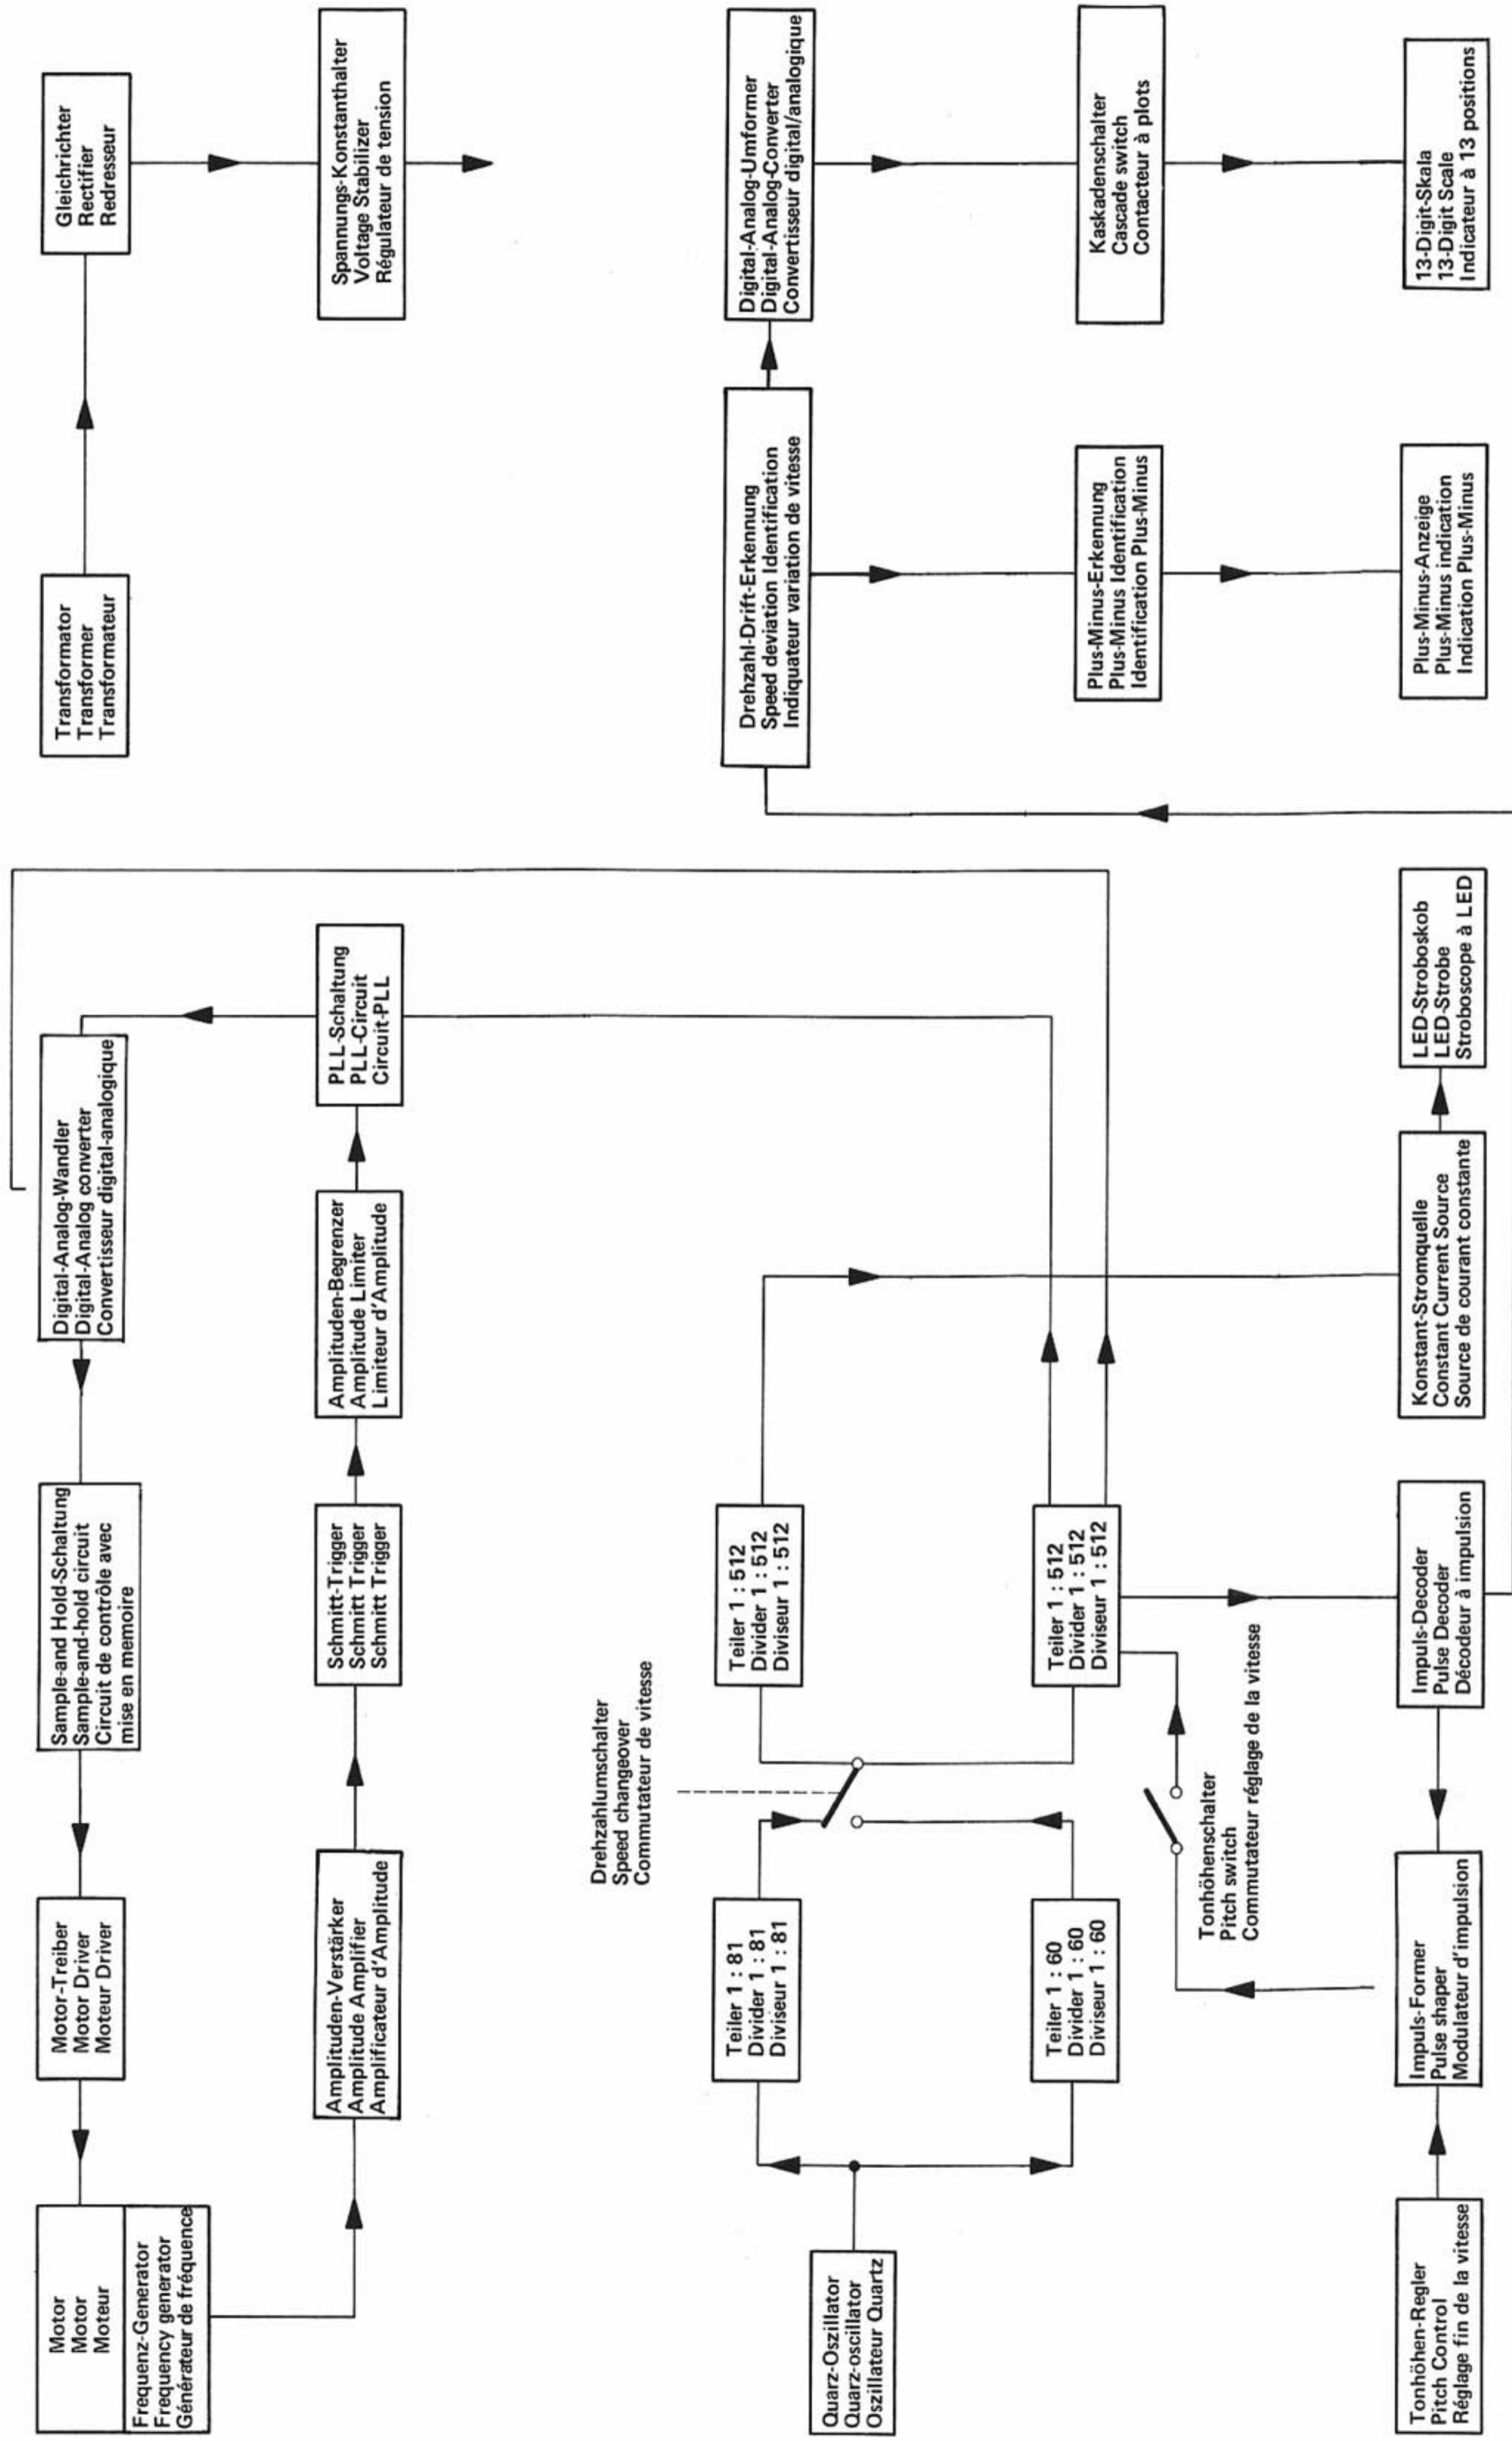 Motor
Motor
Moteur
Frequenz-Generator
Frequency generator
Générateur de fréquence
Motor-Treiber
Motor Driver
Moteur Driver
Sample-and Hold-Schaltung
Sample-and-hold circuit
Circuit de contrôle avec
mise en memoire
Digital-Analog-Wandler
Digital-Analog converter
Convertisseur digital-analogique
Transformator
Transformer
Transformateur
Gleichrichter
Rectifier
Redresseur
Amplituden-Verstärker
Amplitude Amplifier
Amplificateur d'Amplitude
Schmitt-Trigger
Schmitt Trigger
Schmitt Trigger
Amplituden-Begrenzer
Amplitude Limiter
Limiteur d'Amplitude
PLL-Schaltung
PLL-Circuit
Circuit-PLL
Spannungs-Konstanthalter
Voltage Stabilizer
Régulateur de tension
Drehzahlumschalter
Speed changeover
Commutateur de vitesse
Quarz-Oszillator
Quarz-oscillator
Oszillateur Quartz
Teiler 1 : 81
Divider 1 : 81
Diviseur 1 : 81
Teiler 1 : 512
Divider 1 : 512
Diviseur 1 : 512
Drehzahl-Drift-Erkennung
Speed deviation Identification
Indiquateur variation de vitesse
Digital-Analog-Umformer
Digital-Analog-Converter
Convertisseur digital/analogique
Teiler 1 : 60
Divider 1 : 60
Diviseur 1 : 60
Teiler 1 : 512
Divider 1 : 512
Diviseur 1 : 512
Plus-Minus-Erkennung
Plus-Minus Identification
Identification Plus-Minus
Kaskadenschalter
Cascade switch
Contacteur à plots
Tonhöhenschalter
Pitch switch
Commutateur réglage de la vitesse
Tonhöhen-Regler
Pitch Control
Réglage fin de la vitesse
Impuls-Former
Pulse shaper
Modulateur d'impulsion
Impuls-Decoder
Pulse Decoder
Décodeur à impulsion
Konstant-Stromquelle
Constant Current Source
Source de courant constante
LED-Stroboskob
LED-Strobe
Stroboscope à LED
Plus-Minus-Anzeige
Plus-Minus indication
Indication Plus-Minus
13-Digit-Skala
13-Digit Scale
Indicateur à 13 positions